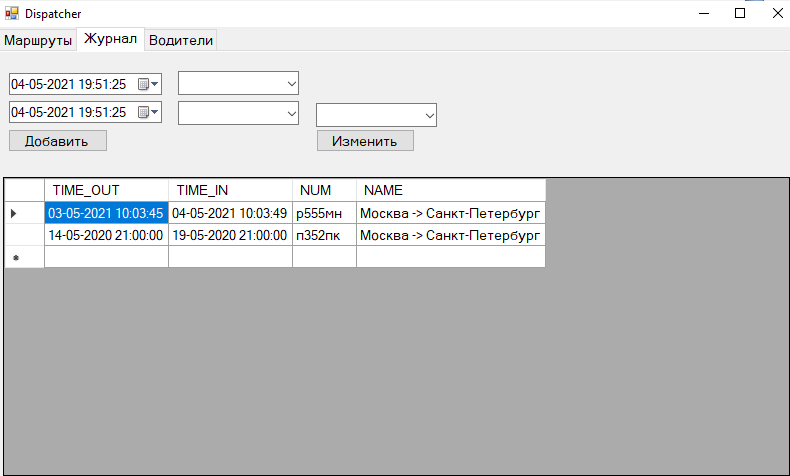 Dispatcher
Маршруты Журнал Водители
04-05-2021 19:51:25
04-05-2021 19:51:25
Добавить Изменить
TIME_OUT TIME_IN NUM NAME
03-05-2021 10:03:45 04-05-2021 10:03:49 р555мн Москва -> Санкт-Петербург
14-05-2020 21:00:00 19-05-2020 21:00:00 п352пк Москва -> Санкт-Петербург